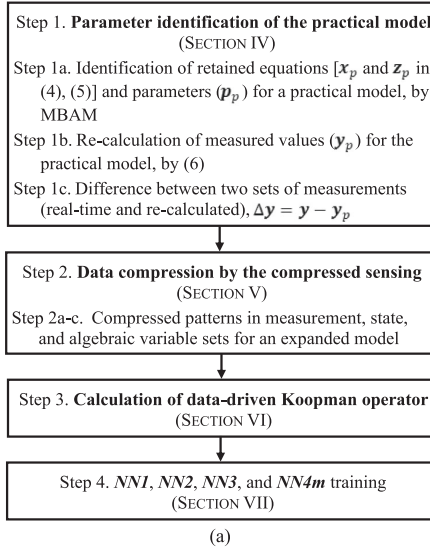 Step 1. Parameter identification of the practical model
(SECTION IV)
Step 1a. Identification of retained equations [xₚ and zₚ in
(4), (5)] and parameters (pₚ) for a practical model, by
MBAM
Step 1b. Re-calculation of measured values (yₚ) for the
practical model, by (6)
Step 1c. Difference between two sets of measurements
(real-time and re-calculated), Δy = y − yₚ
Step 2. Data compression by the compressed sensing
(SECTION V)
Step 2a-c. Compressed patterns in measurement, state,
and algebraic variable sets for an expanded model
Step 3. Calculation of data-driven Koopman operator
(SECTION VI)
Step 4. NN1, NN2, NN3, and NN4m training
(SECTION VII)
(a)